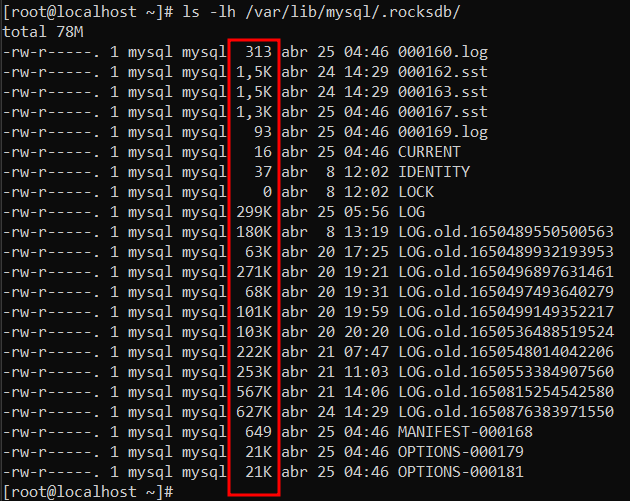 [root@localhost ~]# ls -lh /var/lib/mysql/.rocksdb/
total 78M
-rw-r-----. 1 mysql mysql  313 abr 25 04:46 000160.log
-rw-r-----. 1 mysql mysql 1,5K abr 24 14:29 000162.sst
-rw-r-----. 1 mysql mysql 1,5K abr 24 14:29 000163.sst
-rw-r-----. 1 mysql mysql 1,3K abr 25 04:46 000167.sst
-rw-r-----. 1 mysql mysql   93 abr 25 04:46 000169.log
-rw-r-----. 1 mysql mysql   16 abr 25 04:46 CURRENT
-rw-r-----. 1 mysql mysql   37 abr  8 12:02 IDENTITY
-rw-r-----. 1 mysql mysql    0 abr  8 12:02 LOCK
-rw-r-----. 1 mysql mysql 299K abr 25 05:56 LOG
-rw-r-----. 1 mysql mysql 180K abr  8 13:19 LOG.old.1650489550500563
-rw-r-----. 1 mysql mysql  63K abr 20 17:25 LOG.old.1650489932193953
-rw-r-----. 1 mysql mysql 271K abr 20 19:21 LOG.old.1650496897631461
-rw-r-----. 1 mysql mysql  68K abr 20 19:31 LOG.old.1650497493640279
-rw-r-----. 1 mysql mysql 101K abr 20 19:59 LOG.old.1650499149352217
-rw-r-----. 1 mysql mysql 103K abr 20 20:20 LOG.old.1650536488519524
-rw-r-----. 1 mysql mysql 222K abr 21 07:47 LOG.old.1650548014042206
-rw-r-----. 1 mysql mysql 253K abr 21 11:03 LOG.old.1650553384907560
-rw-r-----. 1 mysql mysql 567K abr 21 14:06 LOG.old.1650815254542580
-rw-r-----. 1 mysql mysql 627K abr 24 14:29 LOG.old.1650876383971550
-rw-r-----. 1 mysql mysql  649 abr 25 04:46 MANIFEST-000168
-rw-r-----. 1 mysql mysql  21K abr 25 04:46 OPTIONS-000179
-rw-r-----. 1 mysql mysql  21K abr 25 04:46 OPTIONS-000181
[root@localhost ~]#